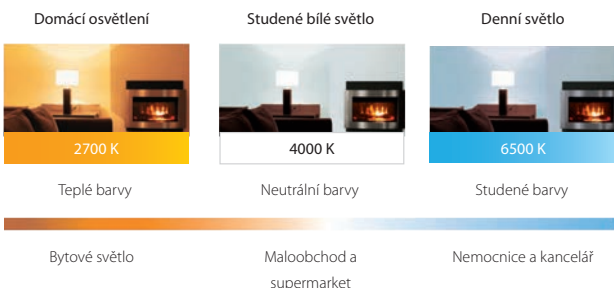 Domácí osvětlení
Studené bílé světlo
Denní světlo
2700 K
4000 K
6500 K
Teplé barvy
Neutrální barvy
Studené barvy
Bytové světlo
Maloobchod a
supermarket
Nemocnice a kancelář